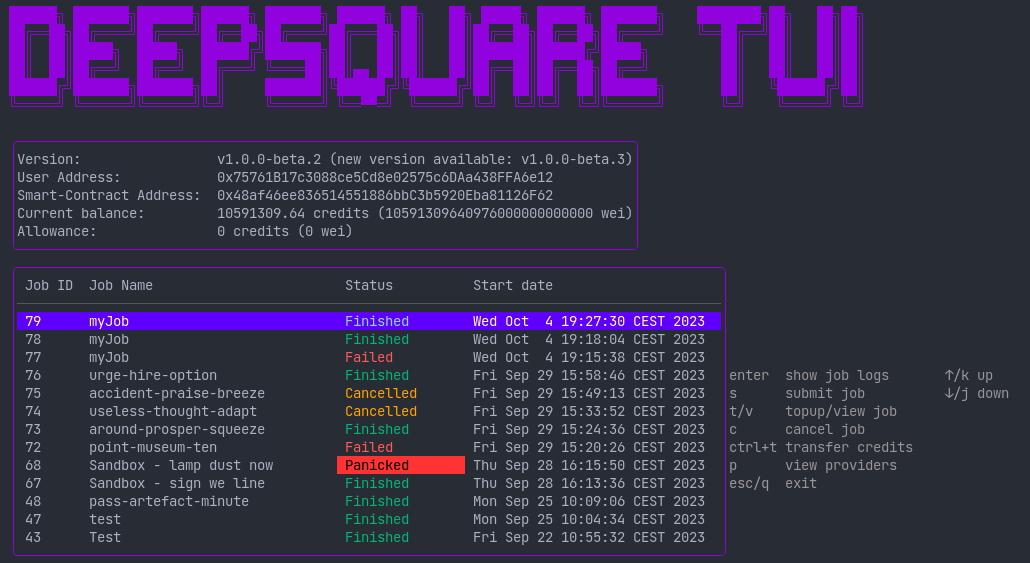 DEEPSQUARE TUI
Version: v1.0.0-beta.2 (new version available: v1.0.0-beta.3)
User Address: 0x75761B17c3088ce5Cd8e02575c6DAa438FFA6e12
Smart-Contract Address: 0x48af46ee836514551886bbC3b5920Eba81126F62
Current balance: 10591309.64 credits (10591309640976000000000000 wei)
Allowance: 0 credits (0 wei)
Job ID Job Name Status Start date
79 myJob Finished Wed Oct 4 19:27:30 CEST 2023
78 myJob Finished Wed Oct 4 19:18:04 CEST 2023
77 myJob Failed Wed Oct 4 19:15:38 CEST 2023
76 urge-hire-option Finished Fri Sep 29 15:58:46 CEST 2023 enter show job logs ↑/k up
75 accident-praise-breeze Cancelled Fri Sep 29 15:49:13 CEST 2023 s submit job ↓/j down
74 useless-thought-adapt Cancelled Fri Sep 29 15:33:52 CEST 2023 t/v topup/view job
73 around-prosper-squeeze Finished Fri Sep 29 15:24:36 CEST 2023 c cancel job
72 point-museum-ten Failed Fri Sep 29 15:20:26 CEST 2023 ctrl+t transfer credits
68 Sandbox - lamp dust now Panicked Thu Sep 28 16:15:50 CEST 2023 p view providers
67 Sandbox - sign we line Finished Thu Sep 28 16:13:36 CEST 2023 esc/q exit
48 pass-artefact-minute Finished Mon Sep 25 10:09:06 CEST 2023
47 test Finished Mon Sep 25 10:04:34 CEST 2023
43 Test Finished Fri Sep 22 10:55:32 CEST 2023